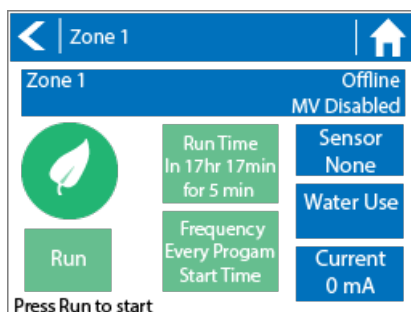 Zone 1
Zone 1
Offline
MV Disabled
Run Time
In 17hr 17min
for 5 min
Sensor
None
Water Use
Frequency
Every Progam
Start Time
Run
Current
0 mA
Press Run to start